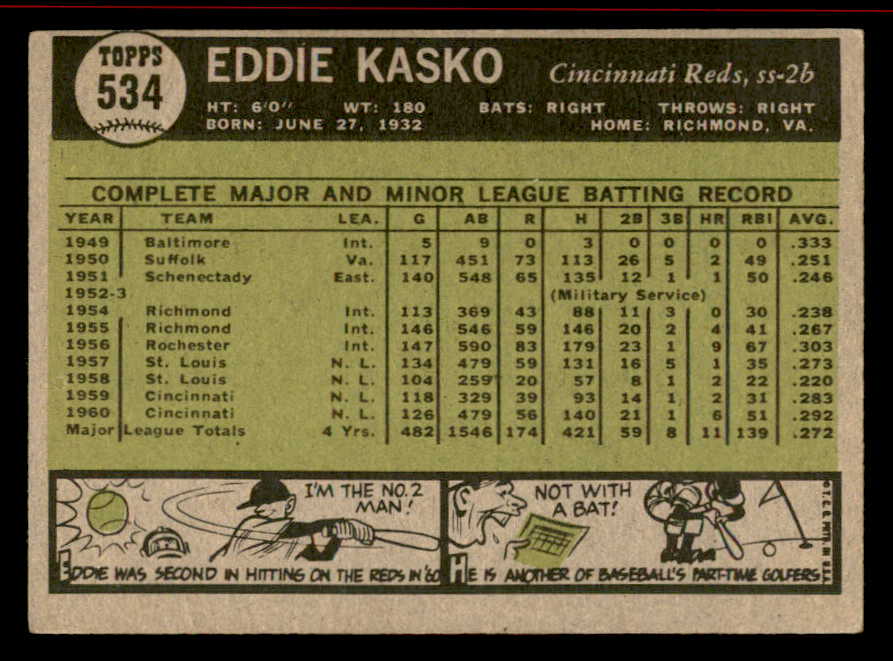 TOPPS
534
EDDIE KASKO
Cincinnati Reds, ss-2b
HT: 6'0" WT: 180 BATS: RIGHT THROWS: RIGHT
BORN: JUNE 27, 1932 HOME: RICHMOND, VA.
COMPLETE MAJOR AND MINOR LEAGUE BATTING RECORD
YEAR TEAM LEA. G AB R H 2B 3B HR RBI AVG.
1949 Baltimore Int. 5 9 0 3 0 0 0 0 .333
1950 Suffolk Va. 117 451 73 113 26 5 2 49 .251
1951 Schenectady East. 140 548 65 135 12 1 1 50 .246
1952-3 (Military Service)
1954 Richmond Int. 113 369 43 88 11 3 0 30 .238
1955 Richmond Int. 146 546 59 146 20 2 4 41 .267
1956 Rochester Int. 147 590 83 179 23 1 9 67 .303
1957 St. Louis N. L. 134 479 59 131 16 5 1 35 .273
1958 St. Louis N. L. 104 259 20 57 8 1 2 22 .220
1959 Cincinnati N. L. 118 329 39 93 14 1 2 31 .283
1960 Cincinnati N. L. 126 479 56 140 21 1 6 51 .292
Major League Totals 4 Yrs. 482 1546 174 421 59 8 11 139 .272
I'M THE NO. 2
MAN!
EDDIE WAS SECOND IN HITTING ON THE REDS IN '60
NOT WITH
A BAT!
HE IS ANOTHER OF BASEBALL'S PART-TIME GOLFERS
©T.C.G. PRTD. IN U.S.A.